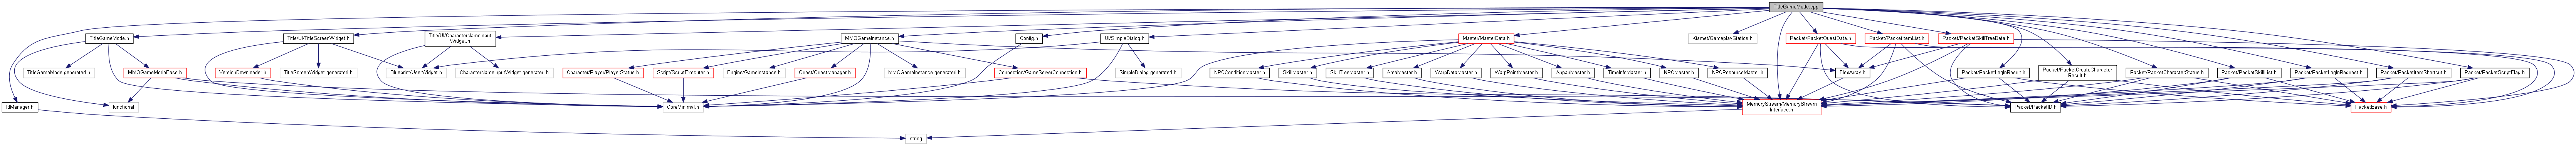 TitleGameMode.cpp
TitleGameMode.h
Title/UI/TitleScreenWidget.h
Title/UI/CharacterNameInput
Widget.h
MMOGameInstance.h
Config.h
UI/SimpleDialog.h
Master/MasterData.h
Kismet/GameplayStatics.h
Packet/PacketQuestData.h
Packet/PacketItemList.h
Packet/PacketSkillTreeData.h
TitleGameMode.generated.h
MMOGameModeBase.h
VersionDownloader.h
TitleScreenWidget.generated.h
Blueprint/UserWidget.h
CharacterNameInputWidget.generated.h
Character/Player/PlayerStatus.h
Script/ScriptExecuter.h
Engine/GameInstance.h
Quest/QuestManager.h
MMOGameInstance.generated.h
Connection/GameServerConnection.h
SimpleDialog.generated.h
NPCConditionMaster.h
SkillMaster.h
SkillTreeMaster.h
AreaMaster.h
WarpDataMaster.h
WarpPointMaster.h
AnpanMaster.h
TimeInfoMaster.h
NPCMaster.h
NPCResourceMaster.h
FlexArray.h
Packet/PacketLogInResult.h
Packet/PacketCreateCharacter
Result.h
Packet/PacketCharacterStatus.h
Packet/PacketSkillList.h
Packet/PacketLogInRequest.h
Packet/PacketItemShortcut.h
Packet/PacketScriptFlag.h
IdManager.h
functional
CoreMinimal.h
MemoryStream/MemoryStream
Interface.h
Packet/PacketID.h
PacketBase.h
string